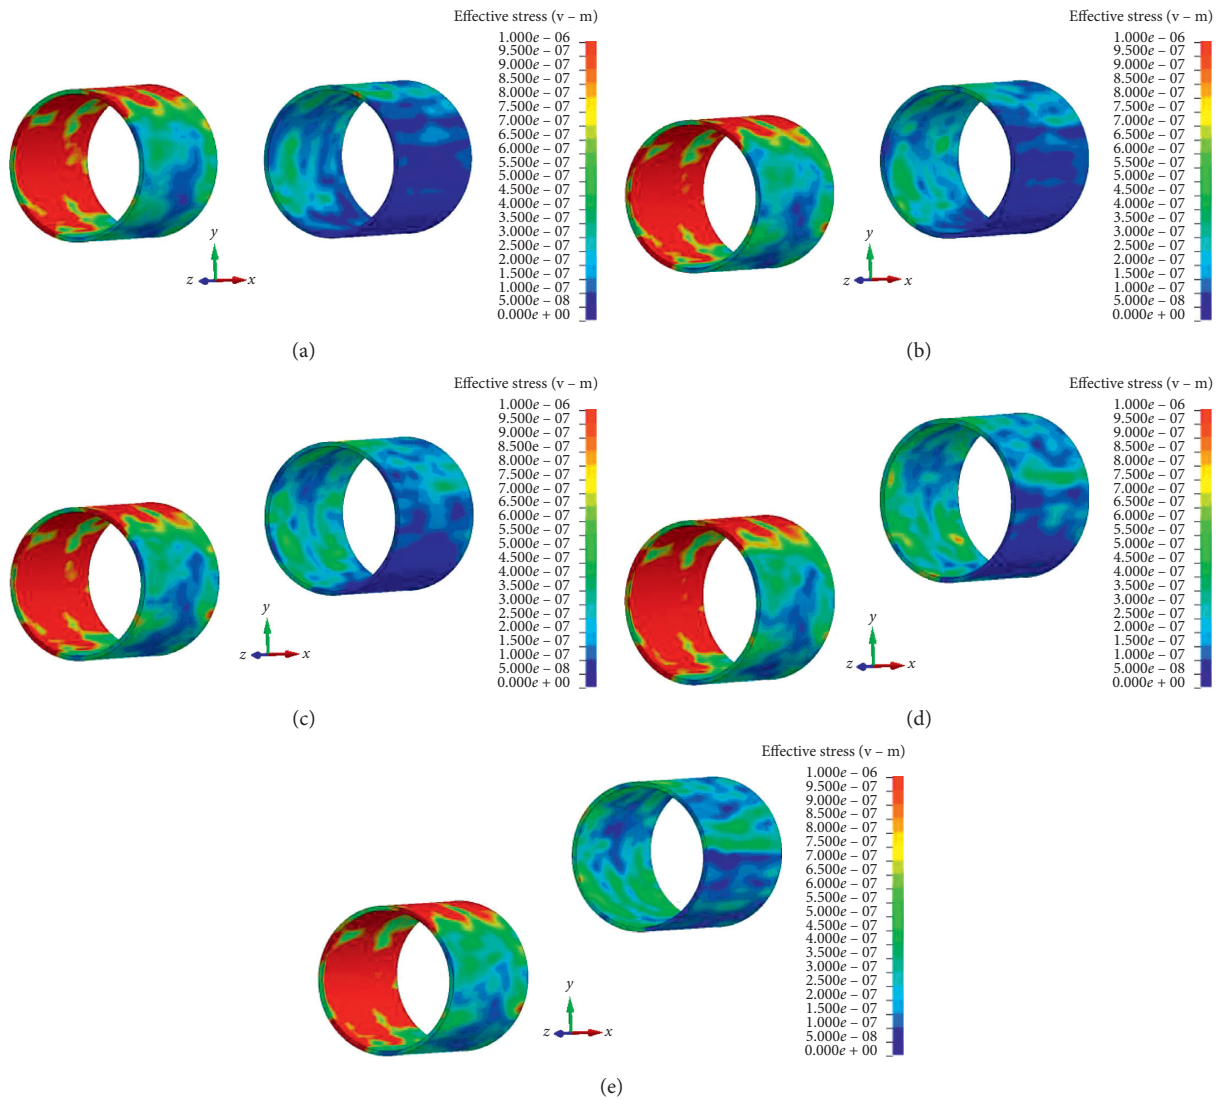 Effective stress (v – m)
1.000e – 06
9.500e – 07
9.000e – 07
8.500e – 07
8.000e – 07
7.500e – 07
7.000e – 07
6.500e – 07
6.000e – 07
5.500e – 07
5.000e – 07
4.500e – 07
4.000e – 07
3.500e – 07
3.000e – 07
2.500e – 07
2.000e – 07
1.500e – 07
1.000e – 07
5.000e – 08
0.000e + 00
y
z
x
(a)
Effective stress (v – m)
1.000e – 06
9.500e – 07
9.000e – 07
8.500e – 07
8.000e – 07
7.500e – 07
7.000e – 07
6.500e – 07
6.000e – 07
5.500e – 07
5.000e – 07
4.500e – 07
4.000e – 07
3.500e – 07
3.000e – 07
2.500e – 07
2.000e – 07
1.500e – 07
1.000e – 07
5.000e – 08
0.000e + 00
y
z
x
(b)
Effective stress (v – m)
1.000e – 06
9.500e – 07
9.000e – 07
8.500e – 07
8.000e – 07
7.500e – 07
7.000e – 07
6.500e – 07
6.000e – 07
5.500e – 07
5.000e – 07
4.500e – 07
4.000e – 07
3.500e – 07
3.000e – 07
2.500e – 07
2.000e – 07
1.500e – 07
1.000e – 07
5.000e – 08
0.000e + 00
y
z
x
(c)
Effective stress (v – m)
1.000e – 06
9.500e – 07
9.000e – 07
8.500e – 07
8.000e – 07
7.500e – 07
7.000e – 07
6.500e – 07
6.000e – 07
5.500e – 07
5.000e – 07
4.500e – 07
4.000e – 07
3.500e – 07
3.000e – 07
2.500e – 07
2.000e – 07
1.500e – 07
1.000e – 07
5.000e – 08
0.000e + 00
y
z
x
(d)
Effective stress (v – m)
1.000e – 06
9.500e – 07
9.000e – 07
8.500e – 07
8.000e – 07
7.500e – 07
7.000e – 07
6.500e – 07
6.000e – 07
5.500e – 07
5.000e – 07
4.500e – 07
4.000e – 07
3.500e – 07
3.000e – 07
2.500e – 07
2.000e – 07
1.500e – 07
1.000e – 07
5.000e – 08
0.000e + 00
y
z
x
(e)